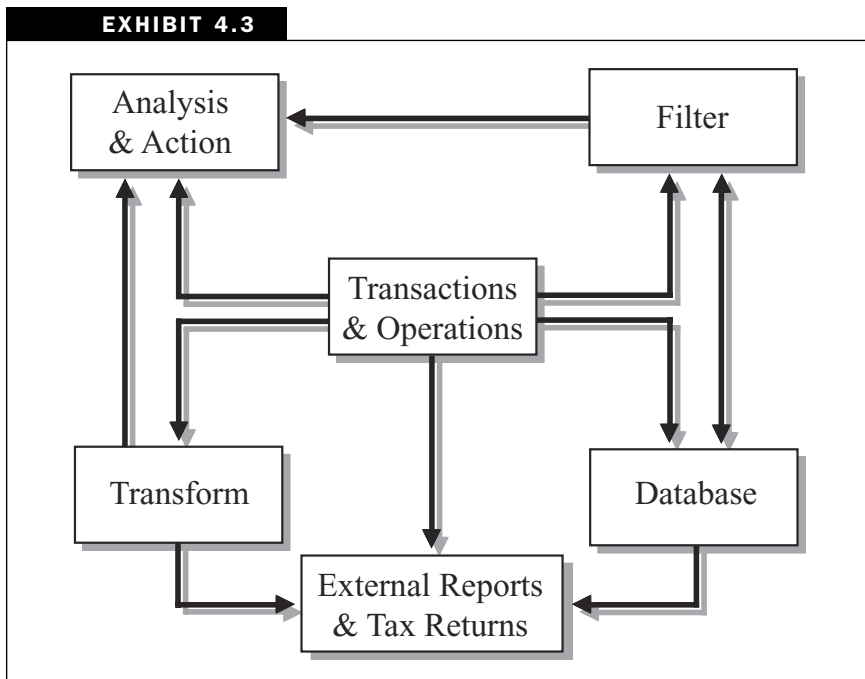 EXHIBIT 4.3
Analysis
& Action
Filter
Transactions
& Operations
Transform
Database
External Reports
& Tax Returns